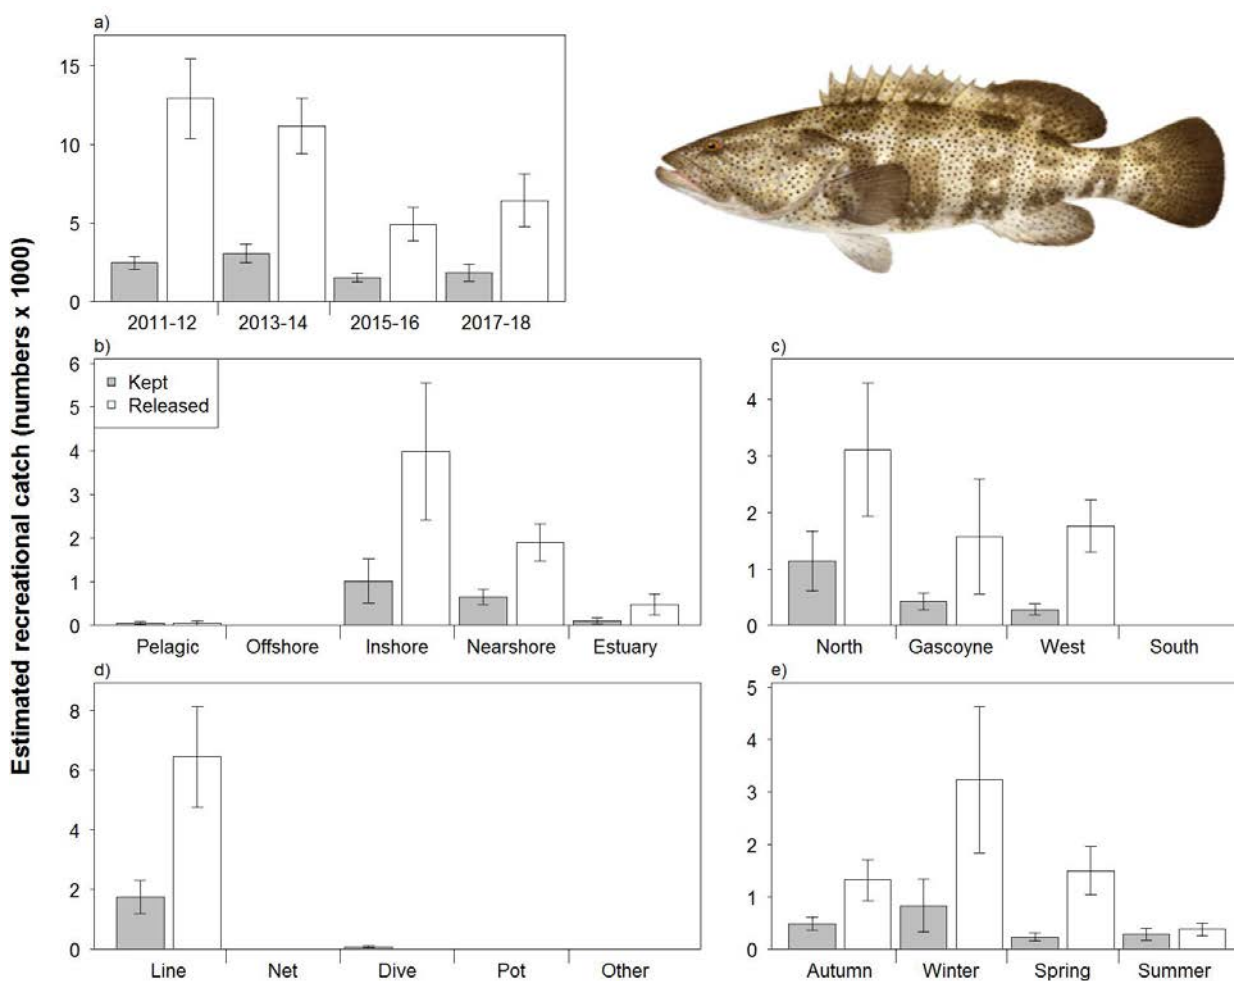 a)
15
10
5
0
2011-12 2013-14 2015-16 2017-18
Estimated recreational catch (numbers x 1000)
b)
6
5
4
3
2
1
0
Kept
Released
Pelagic Offshore Inshore Nearshore Estuary
c)
4
3
2
1
0
North Gascoyne West South
d)
8
6
4
2
0
Line Net Dive Pot Other
e)
5
4
3
2
1
0
Autumn Winter Spring Summer